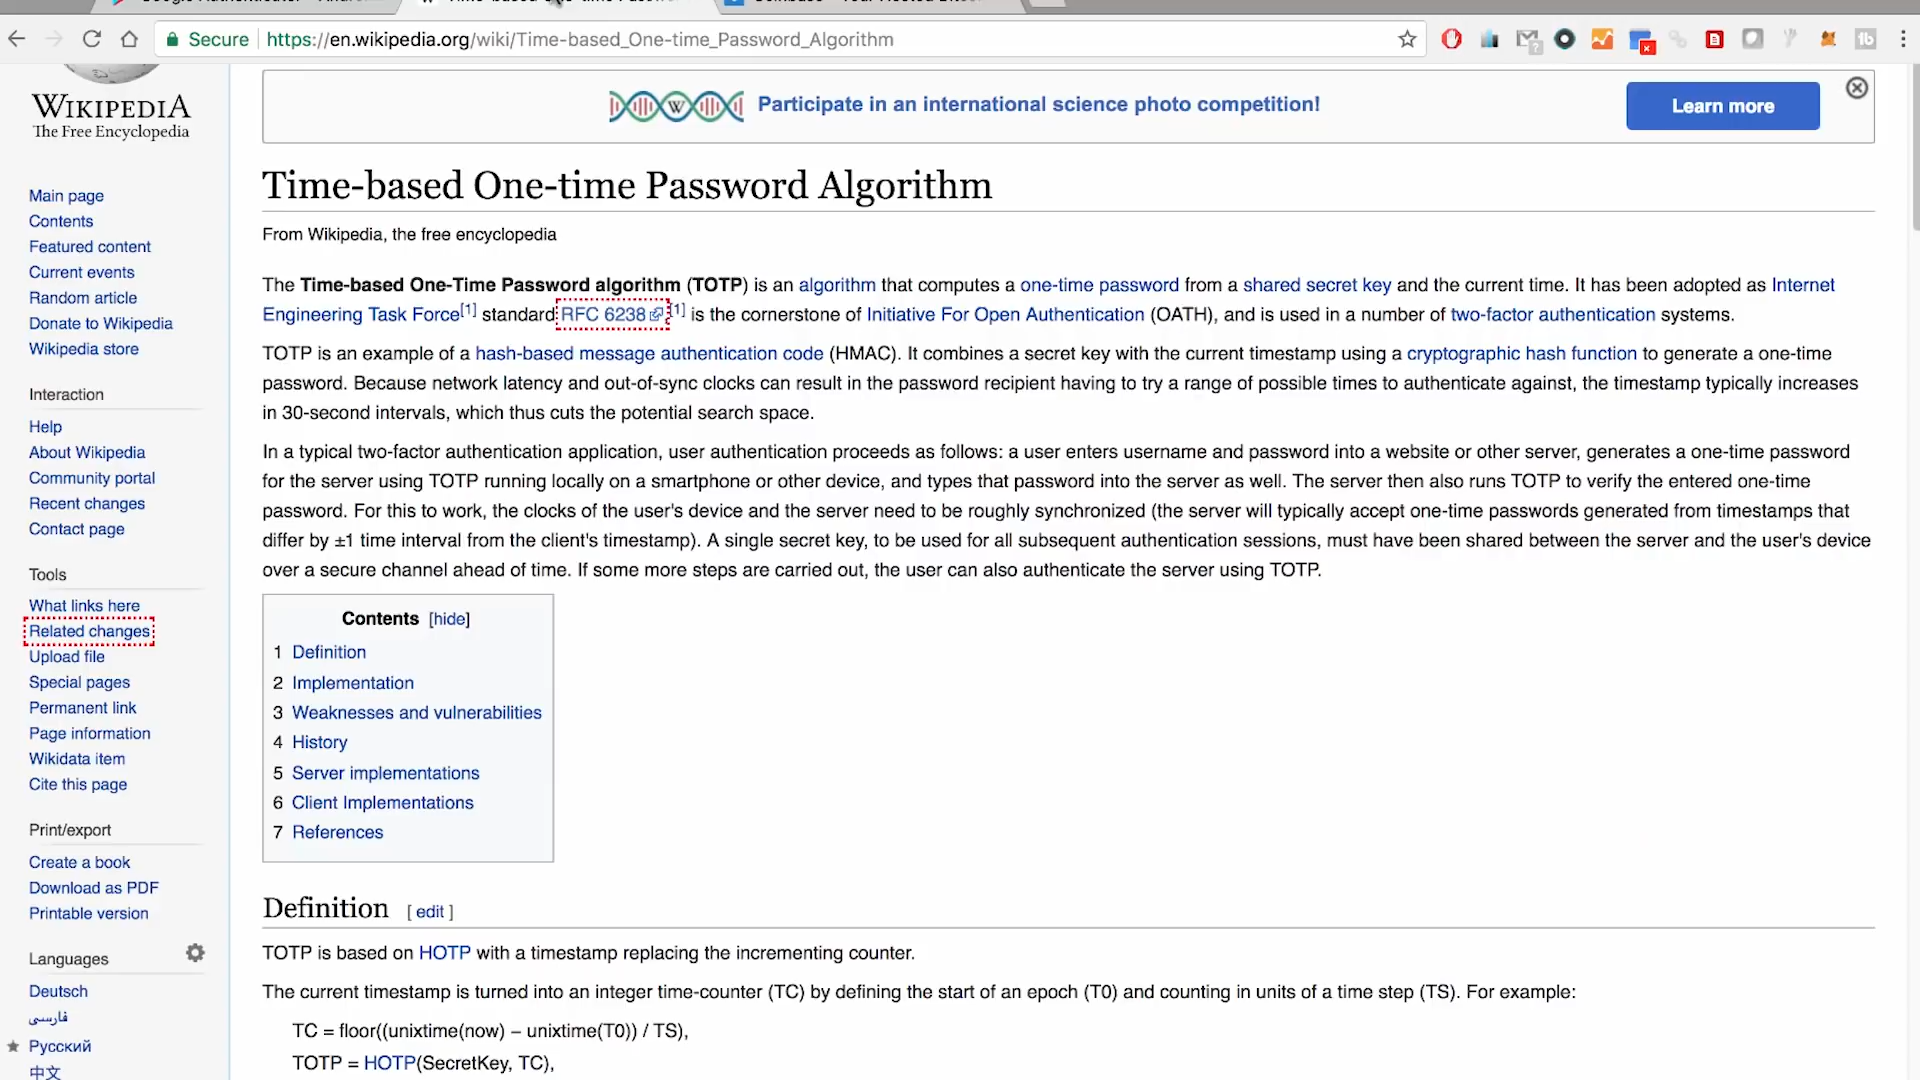 Secure https://en.wikipedia.org/wiki/Time-based_One-time_Password_Algorithm
WIKIPEDIA
The Free Encyclopedia
Main page
Contents
Featured content
Current events
Random article
Donate to Wikipedia
Wikipedia store
Interaction
Help
About Wikipedia
Community portal
Recent changes
Contact page
Tools
What links here
Related changes
Upload file
Special pages
Permanent link
Page information
Wikidata item
Cite this page
Print/export
Create a book
Download as PDF
Printable version
Languages
Deutsch
فارسی
Русский
中文
W Participate in an international science photo competition! Learn more
Time-based One-time Password Algorithm
From Wikipedia, the free encyclopedia
The Time-based One-Time Password algorithm (TOTP) is an algorithm that computes a one-time password from a shared secret key and the current time. It has been adopted as Internet
Engineering Task Force[1] standard RFC 6238[1] is the cornerstone of Initiative For Open Authentication (OATH), and is used in a number of two-factor authentication systems.
TOTP is an example of a hash-based message authentication code (HMAC). It combines a secret key with the current timestamp using a cryptographic hash function to generate a one-time
password. Because network latency and out-of-sync clocks can result in the password recipient having to try a range of possible times to authenticate against, the timestamp typically increases
in 30-second intervals, which thus cuts the potential search space.
In a typical two-factor authentication application, user authentication proceeds as follows: a user enters username and password into a website or other server, generates a one-time password
for the server using TOTP running locally on a smartphone or other device, and types that password into the server as well. The server then also runs TOTP to verify the entered one-time
password. For this to work, the clocks of the user's device and the server need to be roughly synchronized (the server will typically accept one-time passwords generated from timestamps that
differ by ±1 time interval from the client's timestamp). A single secret key, to be used for all subsequent authentication sessions, must have been shared between the server and the user's device
over a secure channel ahead of time. If some more steps are carried out, the user can also authenticate the server using TOTP.
Contents [hide]
1 Definition
2 Implementation
3 Weaknesses and vulnerabilities
4 History
5 Server implementations
6 Client Implementations
7 References
Definition [ edit ]
TOTP is based on HOTP with a timestamp replacing the incrementing counter.
The current timestamp is turned into an integer time-counter (TC) by defining the start of an epoch (T0) and counting in units of a time step (TS). For example:
TC = floor((unixtime(now) − unixtime(T0)) / TS),
TOTP = HOTP(SecretKey, TC),